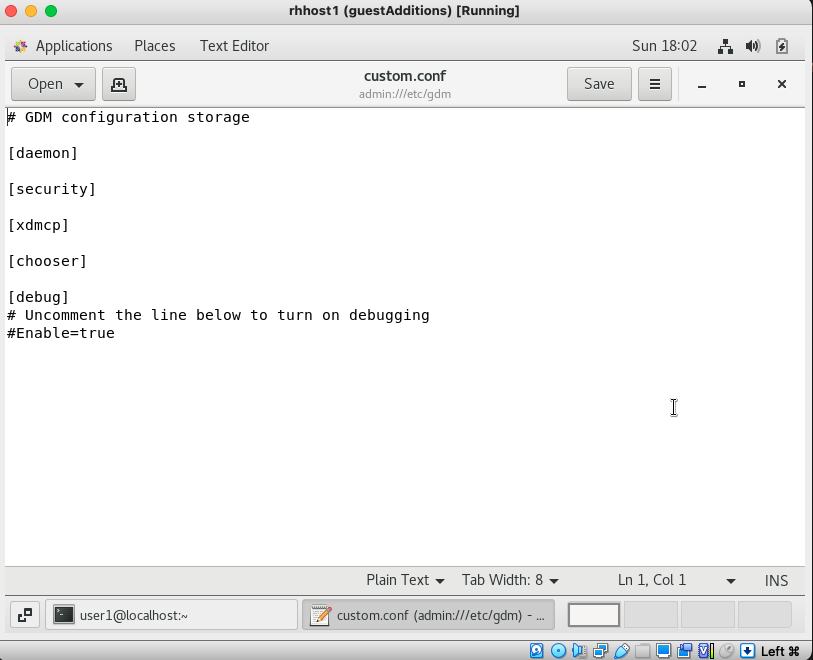 rhhost1 (guestAdditions) [Running]
Applications Places Text Editor Sun 18:02
Open custom.conf Save
admin:///etc/gdm
# GDM configuration storage
[daemon]
[security]
[xdmcp]
[chooser]
[debug]
# Uncomment the line below to turn on debugging
#Enable=true
Plain Text Tab Width: 8 Ln 1, Col 1 INS
user1@localhost:~ custom.conf (admin:///etc/gdm) - ...
Left ⌘